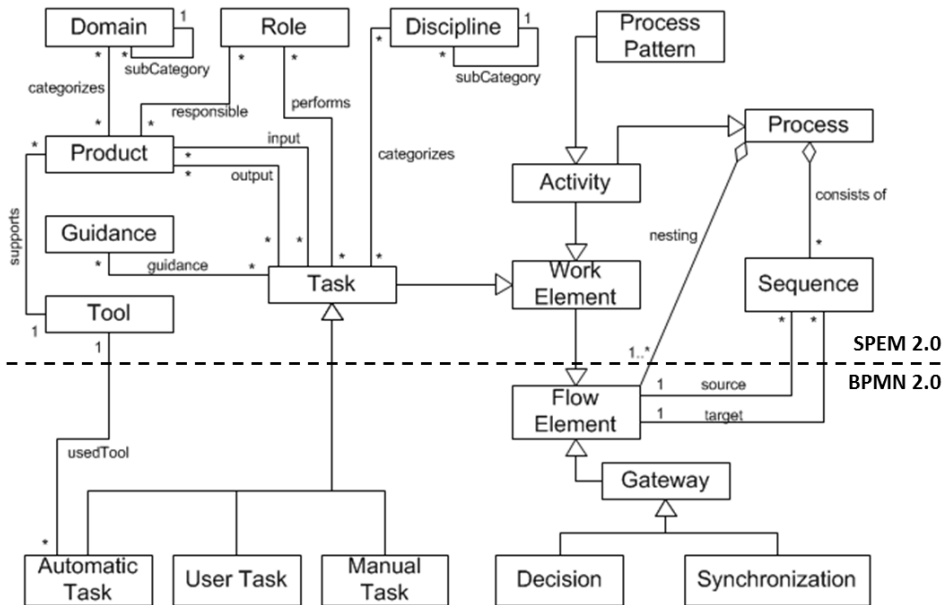 Domain
1
*
*
subCategory
Role
Discipline
1
*
*
subCategory
Process
Pattern
categorizes
*
*
*
responsible
*
performs
*
Process
*
Product
*
*
input
output
categorizes
Activity
consists of
supports
Guidance
*
guidance
*
*
*
*
*
nesting
*
Task
Work
Element
Sequence
Tool
1
1
*
*
1..*
SPEM 2.0
BPMN 2.0
Flow
Element
1
source
1
target
usedTool
Gateway
*
Automatic
Task
User Task
Manual
Task
Decision
Synchronization